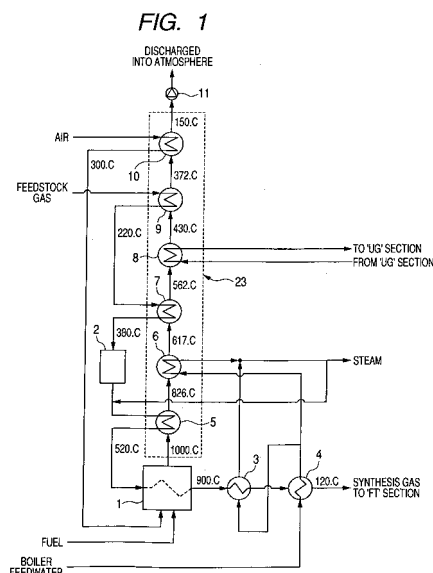 FIG. 1
DISCHARGED
INTO ATMOSPHERE
11
150.C
AIR
10
300.C
372.C
FEEDSTOCK
GAS
9
220.C
430.C
TO 'UG' SECTION
8
FROM 'UG' SECTION
562.C
23
7
2
380.C
617.C
6
STEAM
826.C
5
520.C
1000.C
3
4
1
900.C
120.C
SYNTHESIS GAS
TO 'FT' SECTION
FUEL
BOILER
FEEDWATER